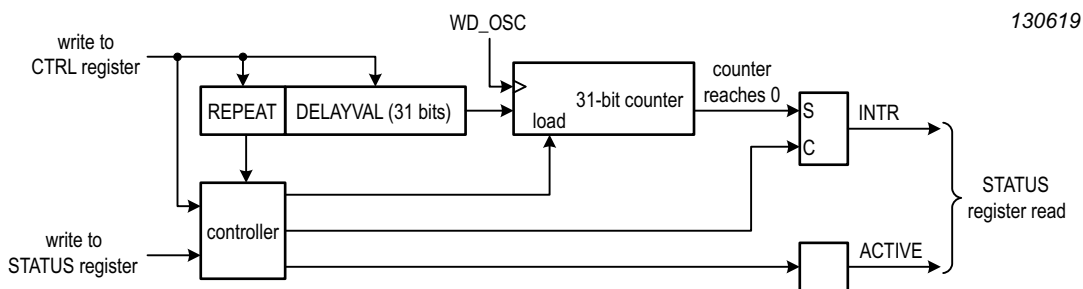 130619
WD_OSC
write to
CTRL register
REPEAT
DELAYVAL (31 bits)
31-bit counter
load
counter
reaches 0
S
C
INTR
STATUS
register read
controller
write to
STATUS register
ACTIVE